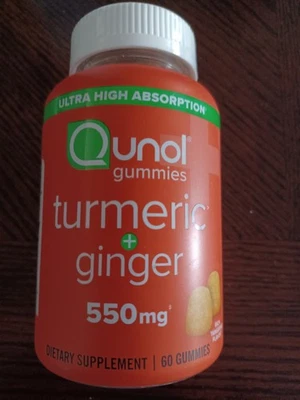 ULTRA HIGH ABSORPTION
Qunol®
gummies
turmeric
+
ginger
550mg
DIETARY SUPPLEMENT | 60 GUMMIES